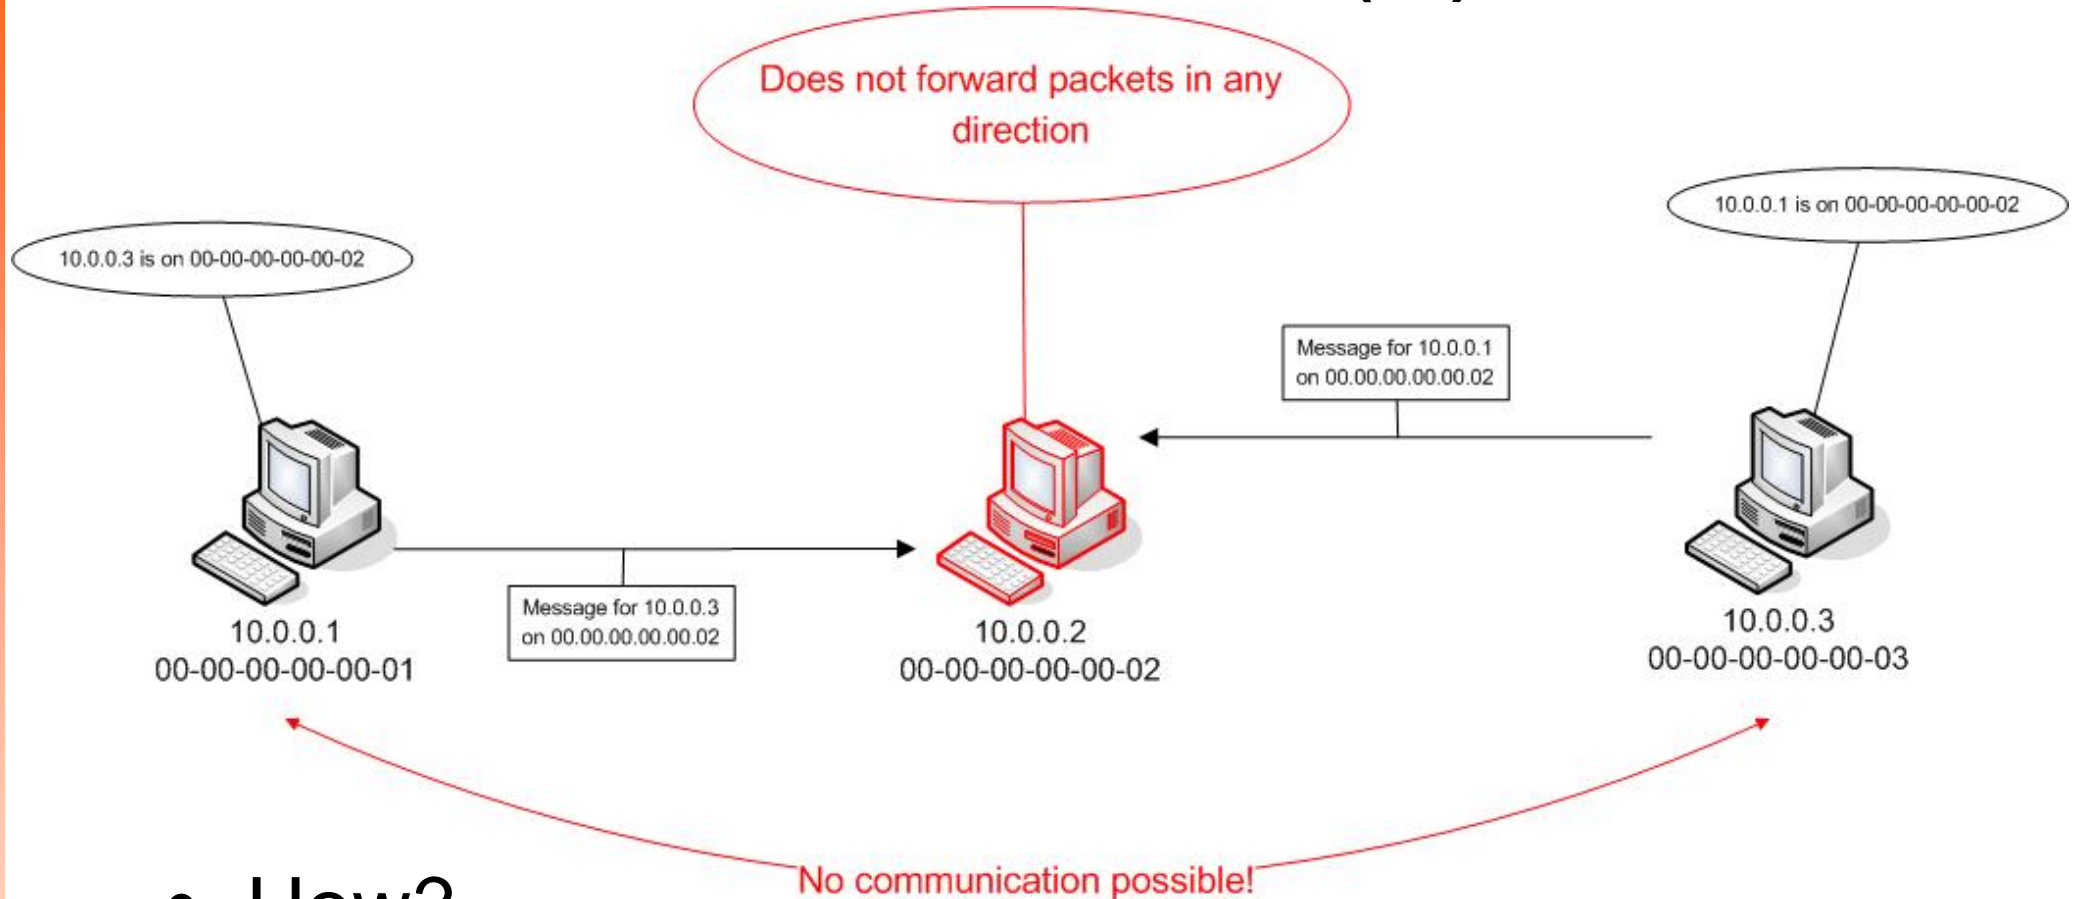 Does not forward packets in any
direction
10.0.0.1 is on 00-00-00-00-00-02
10.0.0.3 is on 00-00-00-00-00-02
Message for 10.0.0.1
on 00.00.00.00.00.02
Message for 10.0.0.3
on 00.00.00.00.00.02
10.0.0.1
00-00-00-00-00-01
10.0.0.2
00-00-00-00-00-02
10.0.0.3
00-00-00-00-00-03
No communication possible!
• How?